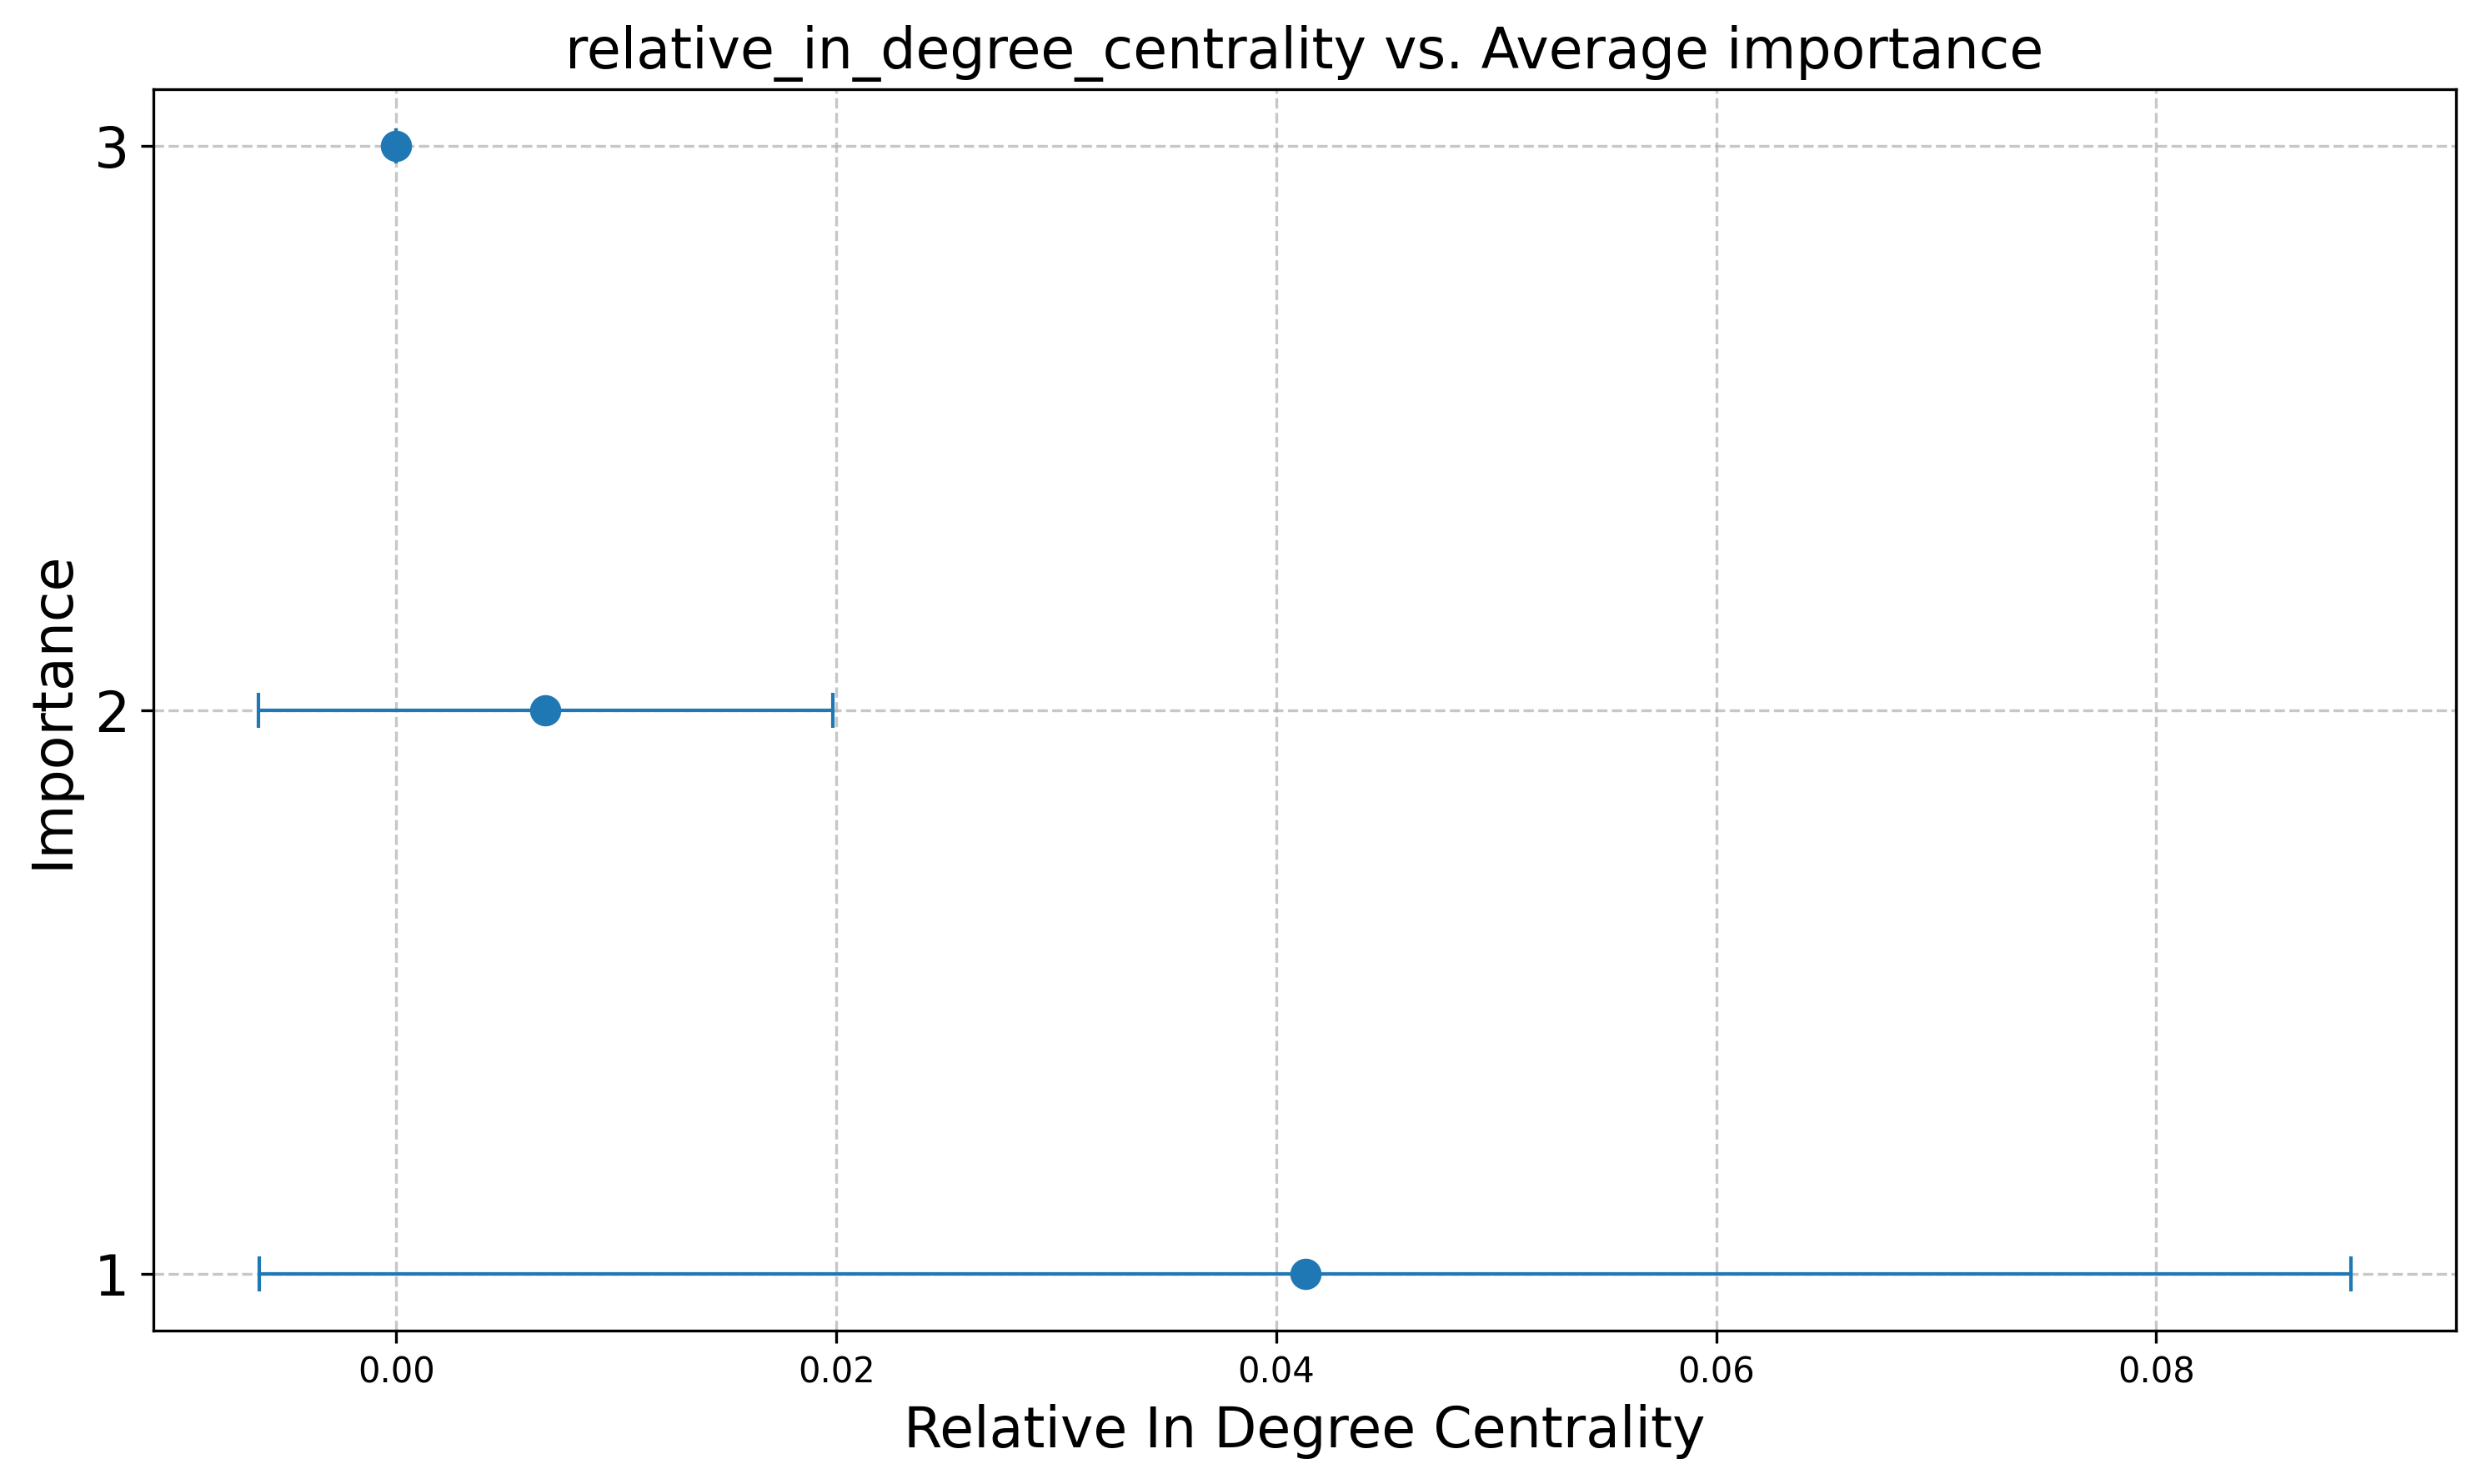 relative_in_degree_centrality vs. Average importance
3
2
1
Importance
0.00 0.02 0.04 0.06 0.08
Relative In Degree Centrality